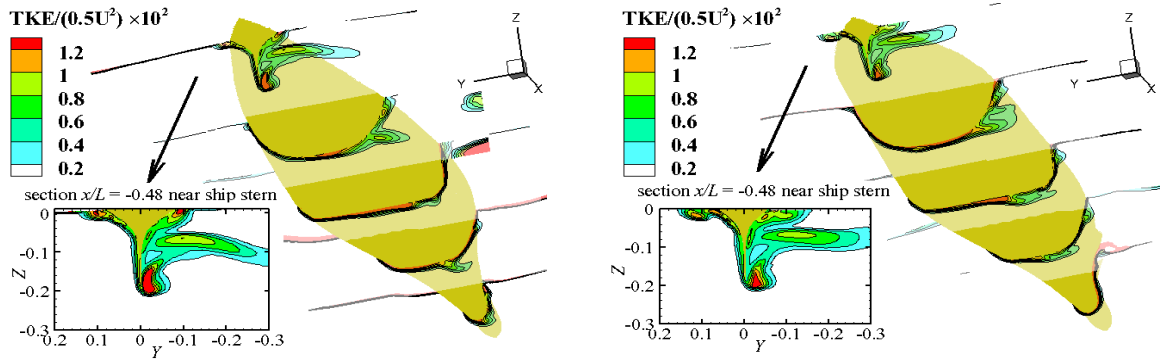 TKE/(0.5U²) ×10²
1.2
1
0.8
0.6
0.4
0.2
Z
Y
X
section x/L = -0.48 near ship stern
0
-0.1
-0.2
-0.3
Z
0.2 0.1 0 -0.1 -0.2 -0.3
Y
TKE/(0.5U²) ×10²
1.2
1
0.8
0.6
0.4
0.2
Z
Y
X
section x/L = -0.48 near ship stern
0
-0.1
-0.2
-0.3
Z
0.2 0.1 0 -0.1 -0.2 -0.3
Y